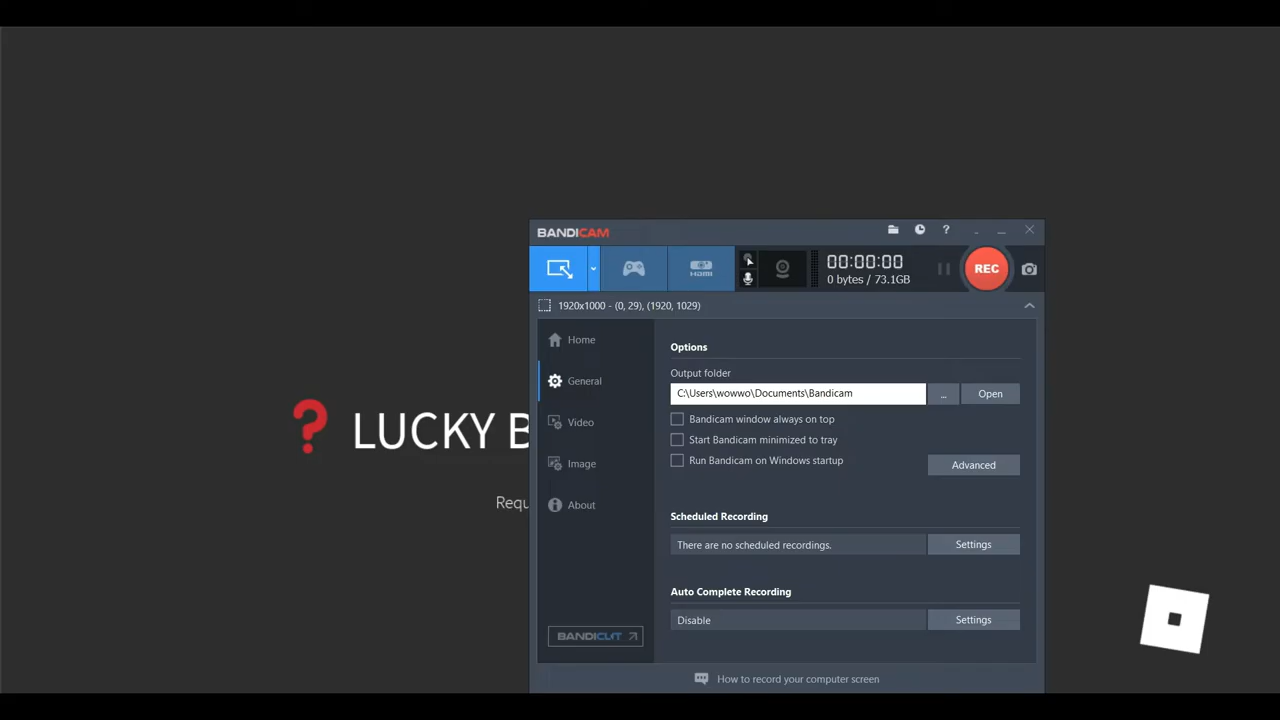 BANDICAM
HDMI
00:00:00
0 bytes / 73.1GB
REC
1920x1000 - (0, 29), (1920, 1029)
Home
General
Video
Image
About
BANDICUT
Options
Output folder
C:\Users\wowwo\Documents\Bandicam
...
Open
Bandicam window always on top
Start Bandicam minimized to tray
Run Bandicam on Windows startup
Advanced
Scheduled Recording
There are no scheduled recordings.
Settings
Auto Complete Recording
Disable
Settings
How to record your computer screen
? LUCKY B
Requ